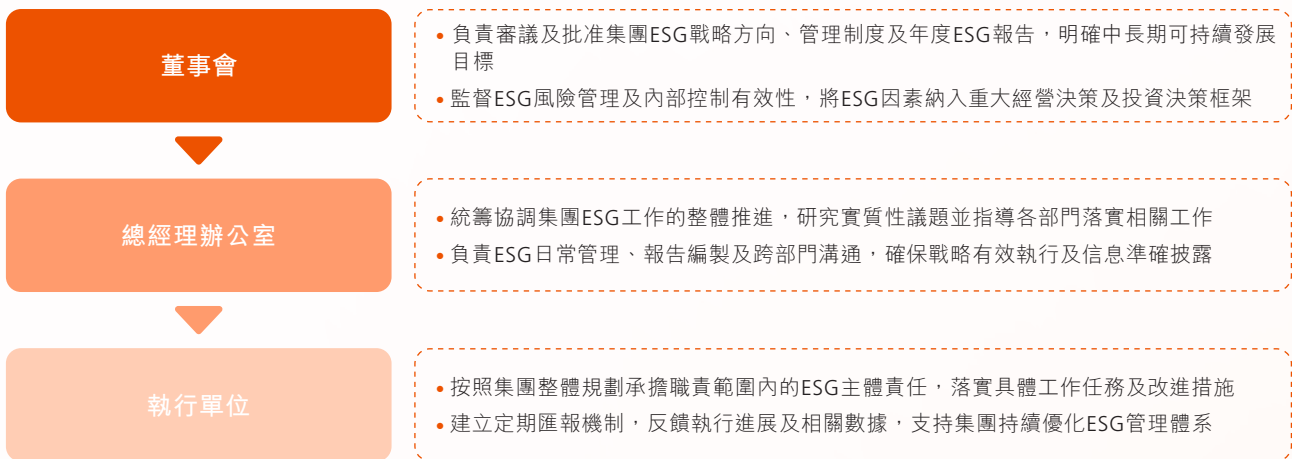 董事會
• 負責審議及批准集團ESG戰略方向、管理制度及年度ESG報告，明確中長期可持續發展
目標
• 監督ESG風險管理及內部控制有效性，將ESG因素納入重大經營決策及投資決策框架
總經理辦公室
• 統籌協調集團ESG工作的整體推進，研究實質性議題並指導各部門落實相關工作
• 負責ESG日常管理、報告編製及跨部門溝通，確保戰略有效執行及信息準確披露
執行單位
• 按照集團整體規劃承擔職責範圍內的ESG主體責任，落實具體工作任務及改進措施
• 建立定期匯報機制，反饋執行進展及相關數據，支持集團持續優化ESG管理體系